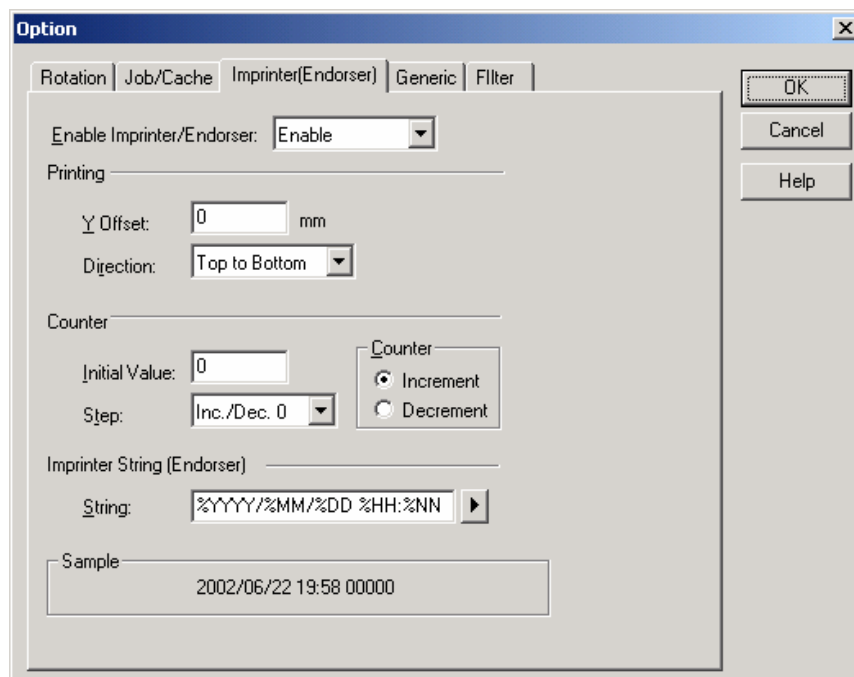 Option
Rotation Job/Cache Imprinter(Endorser) Generic FIlter
OK
Cancel
Help
Enable Imprinter/Endorser: Enable
Printing
Y Offset: 0 mm
Direction: Top to Bottom
Counter
Initial Value: 0
Step: Inc./Dec. 0
Counter
Increment
Decrement
Imprinter String (Endorser)
String: %YYYY/%MM/%DD %HH:%NN
Sample
2002/06/22 19:58 00000